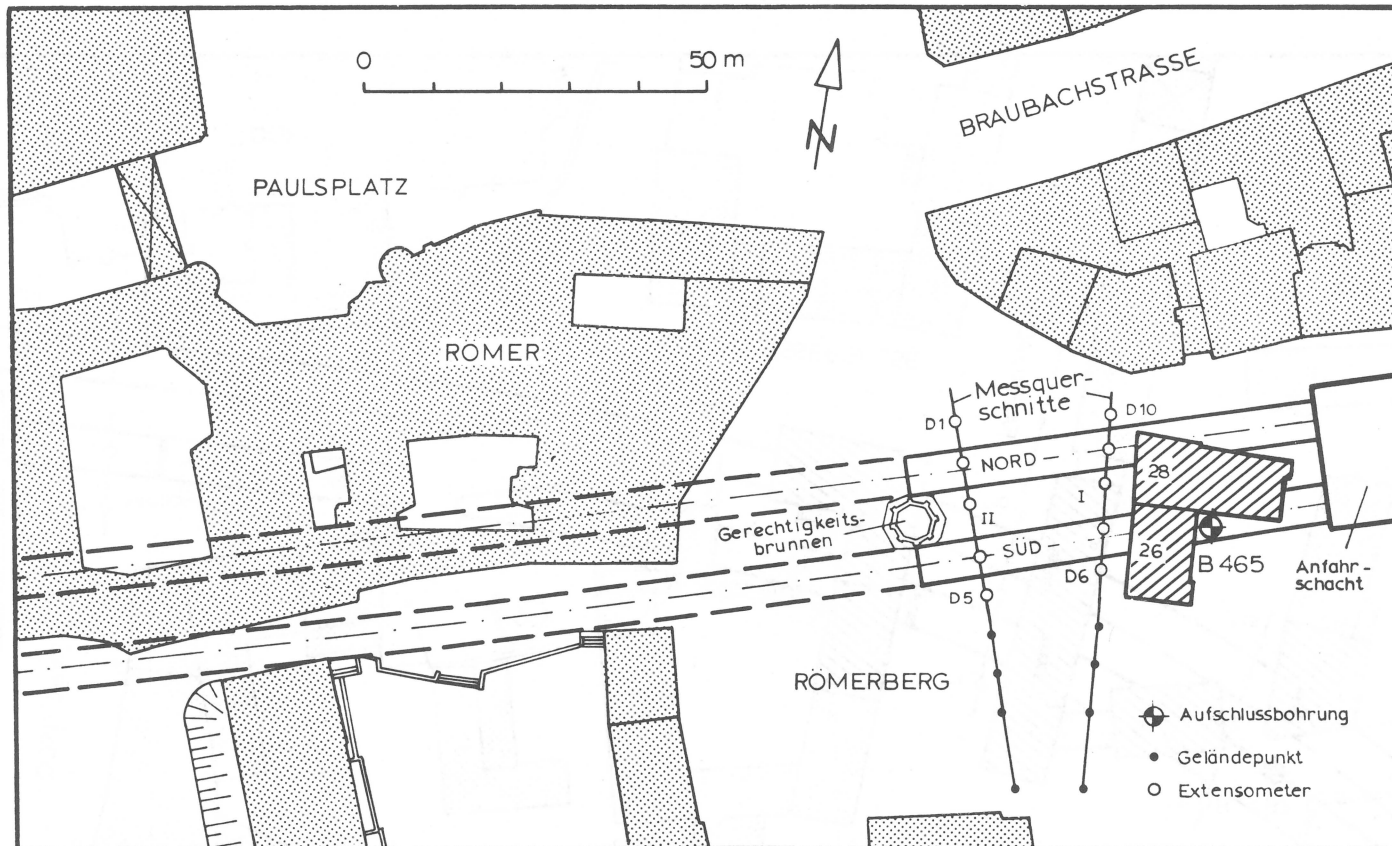 0 50 m
N
BRAUBACHSTRASSE
PAULSPLATZ
RÖMER
Messquer-
schnitte
D1
D10
NORD
28
I
II
Gerechtigkeits-
brunnen
SÜD
26
D6
B 465
Anfahr-
schacht
D5
RÖMERBERG
Aufschlussbohrung
Geländepunkt
Extensometer